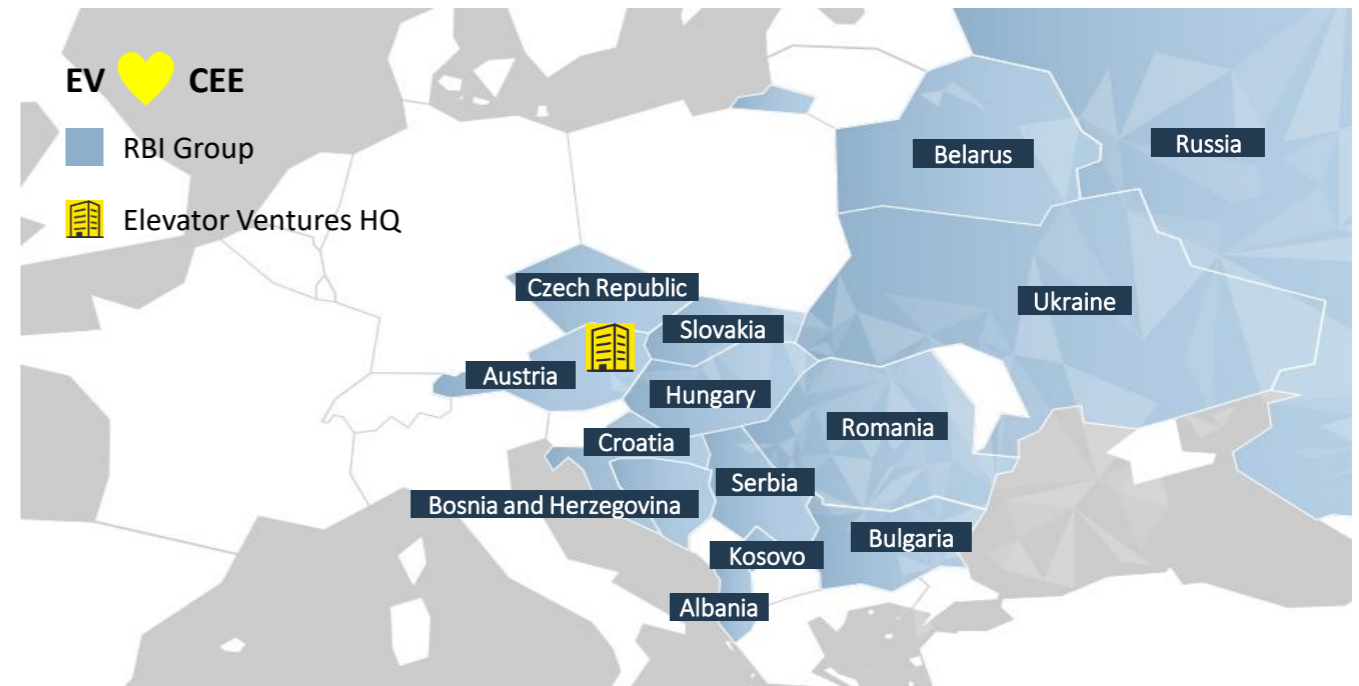 EV CEE
RBI Group
Elevator Ventures HQ
Belarus
Russia
Czech Republic
Ukraine
Slovakia
Austria
Hungary
Romania
Croatia
Serbia
Bosnia and Herzegovina
Bulgaria
Kosovo
Albania